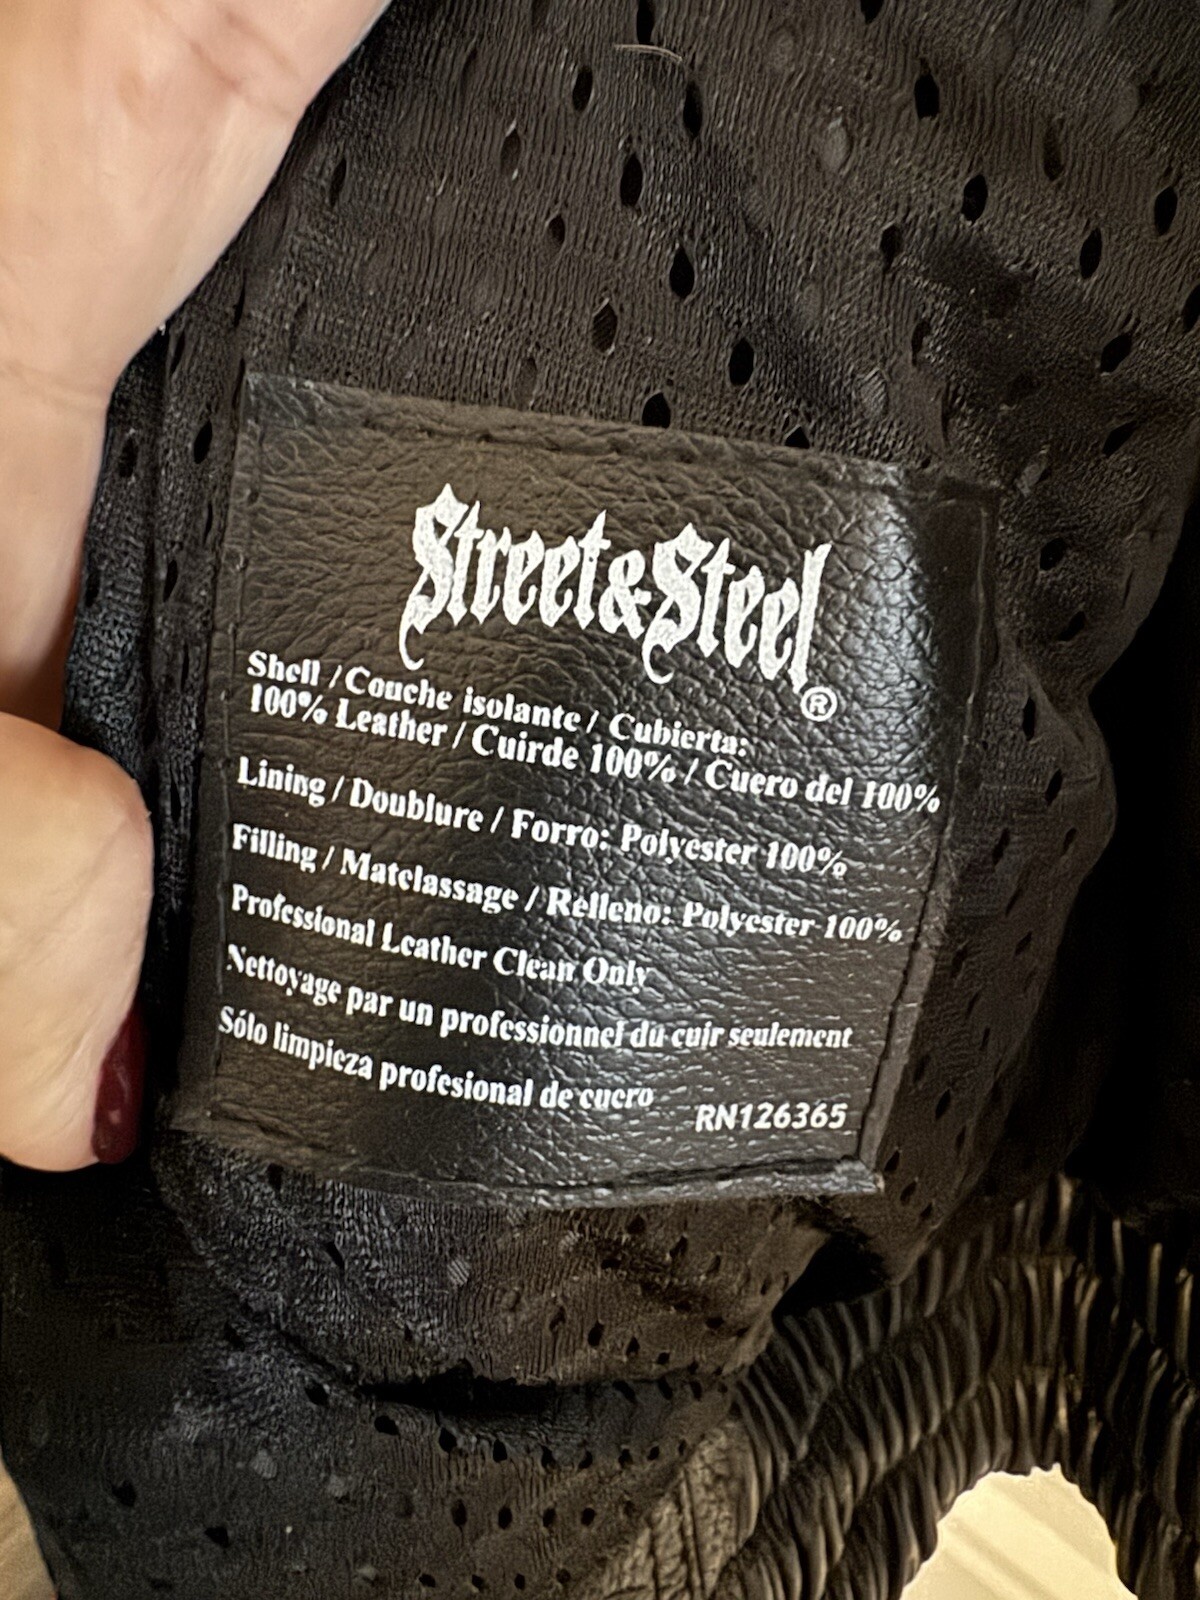 Street&Steel®
Shell / Couche isolante / Cubierta:
100% Leather / Cuirde 100% / Cuero del 100%
Lining / Doublure / Forro: Polyester 100%
Filling / Matclassage / Relleno: Polyester 100%
Professional Leather Clean Only
Nettoyage par un professionnel du cuir seulement
Sólo limpieza profesional de cuero
RN126365